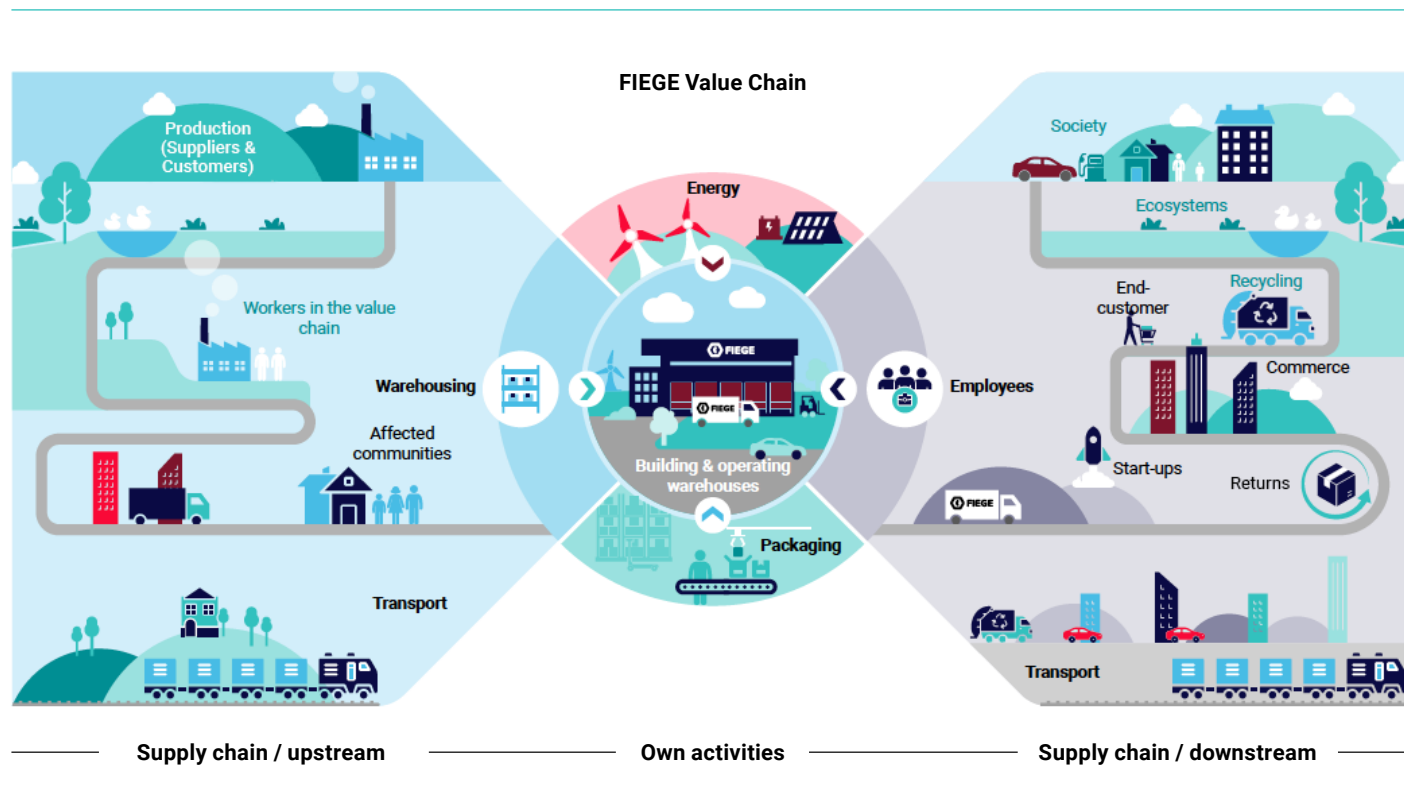 FIEGE Value Chain
Production
(Suppliers &
Customers)
Workers in the value
chain
Warehousing
Affected
communities
Transport
Energy
FIEGE
FIEGE
Building & operating
warehouses
Packaging
Employees
Society
Ecosystems
End-
customer
Recycling
Commerce
Start-ups
FIEGE
Returns
Transport
Supply chain / upstream
Own activities
Supply chain / downstream